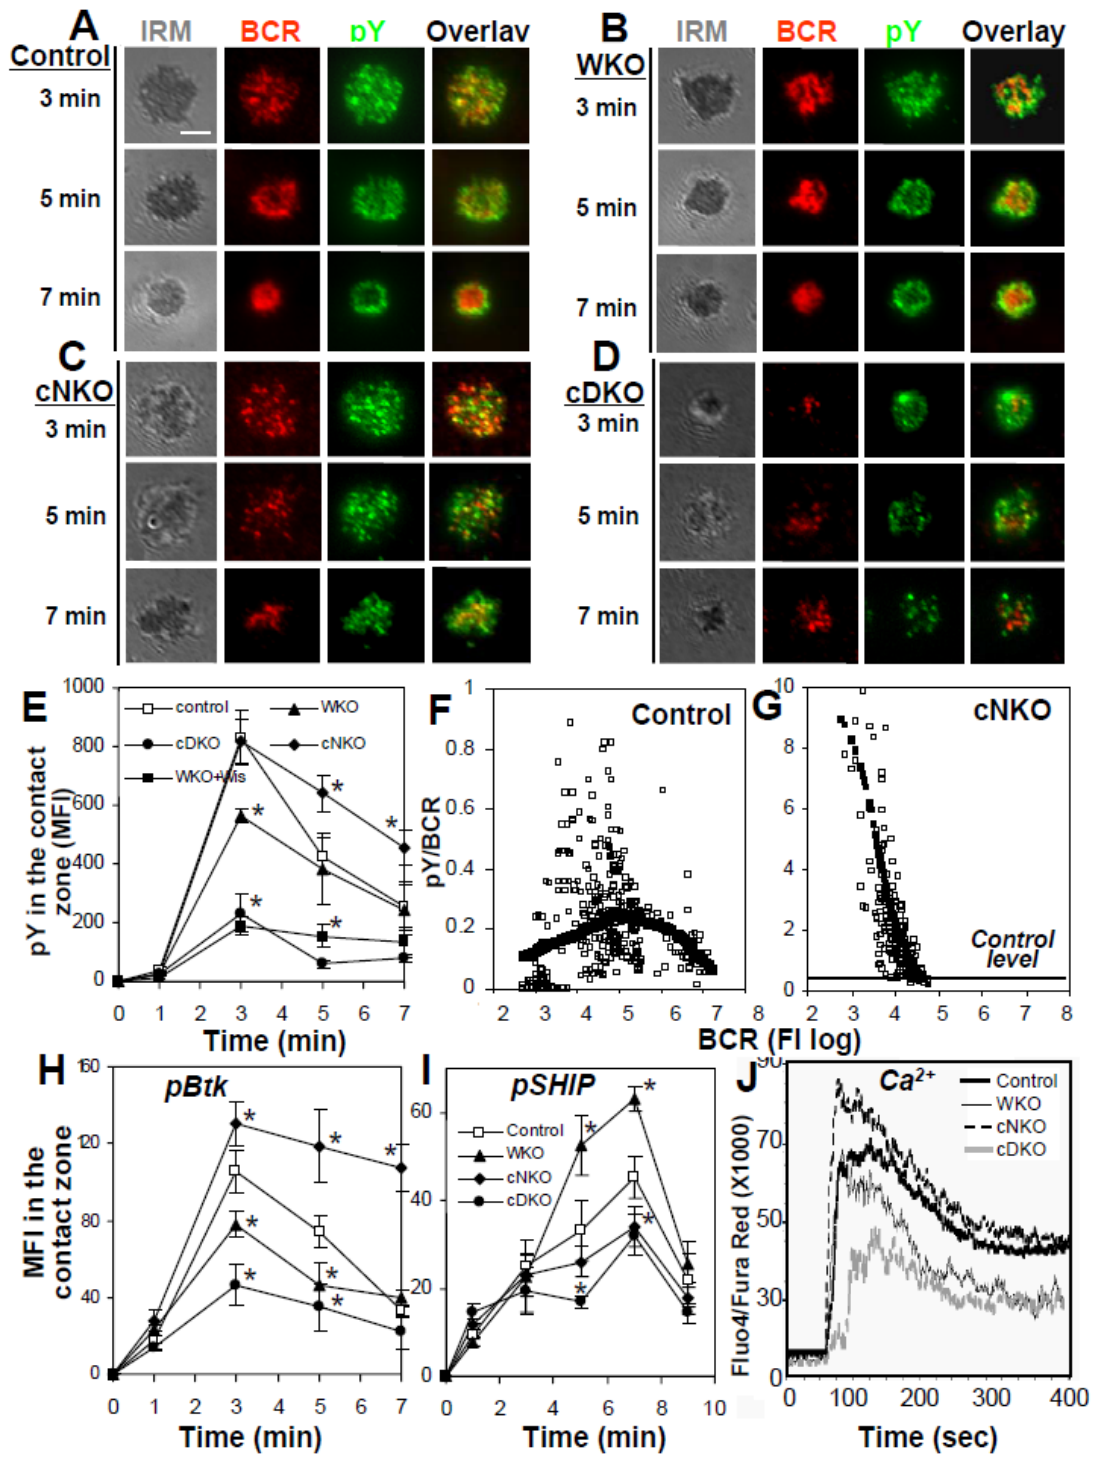 A IRM BCR pY Overlay
Control
3 min
5 min
7 min
B IRM BCR pY Overlay
WKO
3 min
5 min
7 min
C
cNKO
3 min
5 min
7 min
D
cDKO
3 min
5 min
7 min
E
control WKO
cDKO cNKO
WKO+Wis
pY in the contact
zone (MFI)
1000
800
600
400
200
0
* * * * *
0 1 2 3 4 5 6 7
Time (min)
F Control
pY/BCR
1
0.8
0.6
0.4
0.2
0
2 3 4 5 6 7 8
G cNKO
10
8
6
4
2
0
Control
level
2 3 4 5 6 7 8
BCR (FI log)
H pBtk
MFI in the
contact zone
160
120
80
40
0
* * * * * * *
0 1 2 3 4 5 6 7
Time (min)
I pSHIP
Control
WKO
cNKO
cDKO
60
40
20
0
* * * *
0 2 4 6 8 10
Time (min)
J Ca2+
Control
WKO
cNKO
cDKO
Fluo4/Fura Red (X1000)
90
70
50
30
0
0 100 200 300 400
Time (sec)